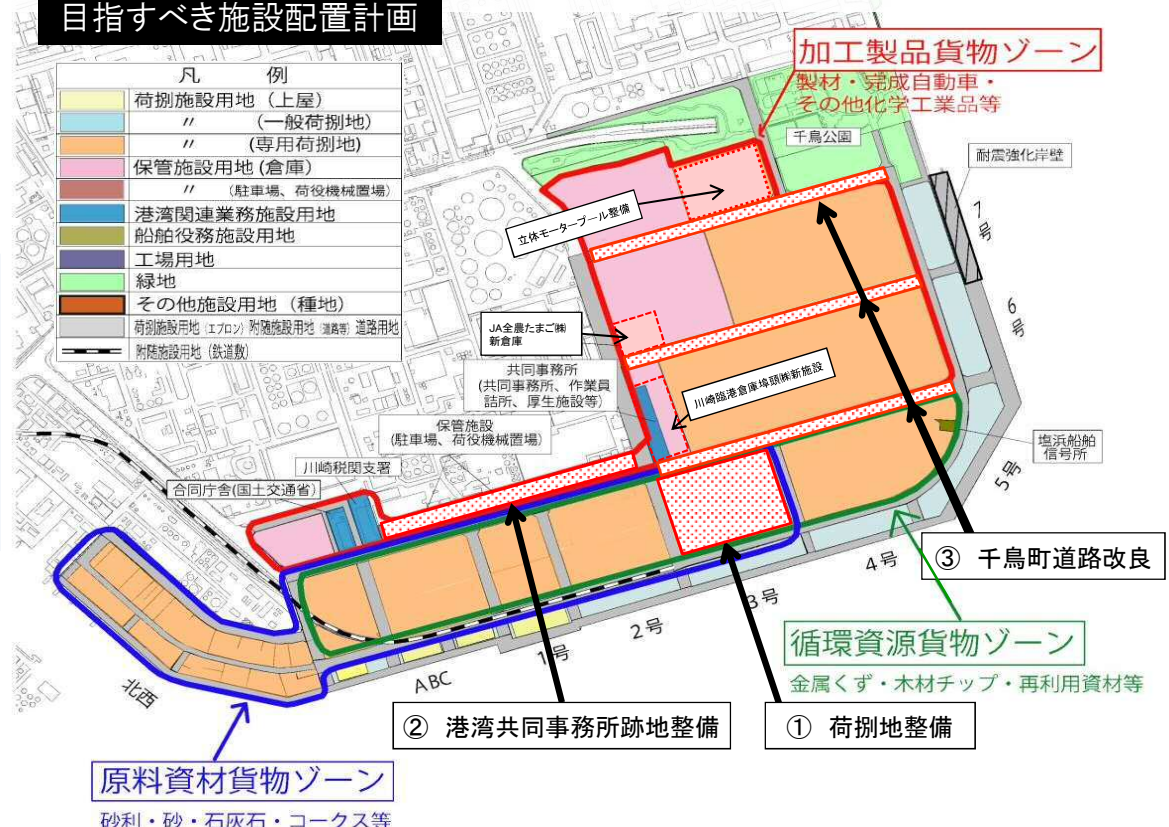 目指すべき施設配置計画
凡　例
荷捌施設用地（上屋）
〃　（一般荷捌地）
〃　(専用荷捌地)
保管施設用地(倉庫)
〃　（駐車場、荷役機械置場）
港湾関連業務施設用地
船舶役務施設用地
工場用地
緑地
その他施設用地（種地）
荷捌施設用地（エプロン）附随施設用地（道路等）道路用地
附随施設用地（鉄道敷）
加工製品貨物ゾーン
製材・完成自動車・
その他化学工業品等
千鳥公園
耐震強化岸壁
7号
6号
5号
4号
3号
2号
1号
ABC
北西
立体モータープール整備
JA全農たまご㈱
新倉庫
共同事務所
(共同事務所、作業員
詰所、厚生施設等)
川崎臨港倉庫埠頭㈱新施設
保管施設
(駐車場、荷役機械置場)
川崎税関支署
合同庁舎(国土交通省)
塩浜船舶
信号所
③　千鳥町道路改良
循環資源貨物ゾーン
金属くず・木材チップ・再利用資材等
②　港湾共同事務所跡地整備
①　荷捌地整備
原料資材貨物ゾーン
砂利・砂・石灰石・コークス等